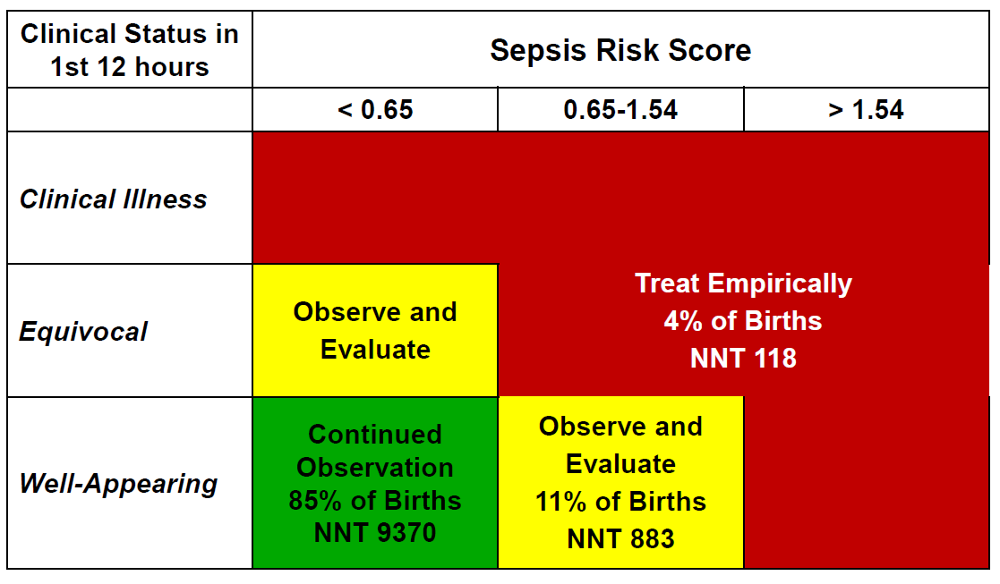 Clinical Status in
1st 12 hours
Sepsis Risk Score
< 0.65
0.65-1.54
> 1.54
Clinical Illness
Equivocal
Observe and
Evaluate
Treat Empirically
4% of Births
NNT 118
Well-Appearing
Continued
Observation
85% of Births
NNT 9370
Observe and
Evaluate
11% of Births
NNT 883